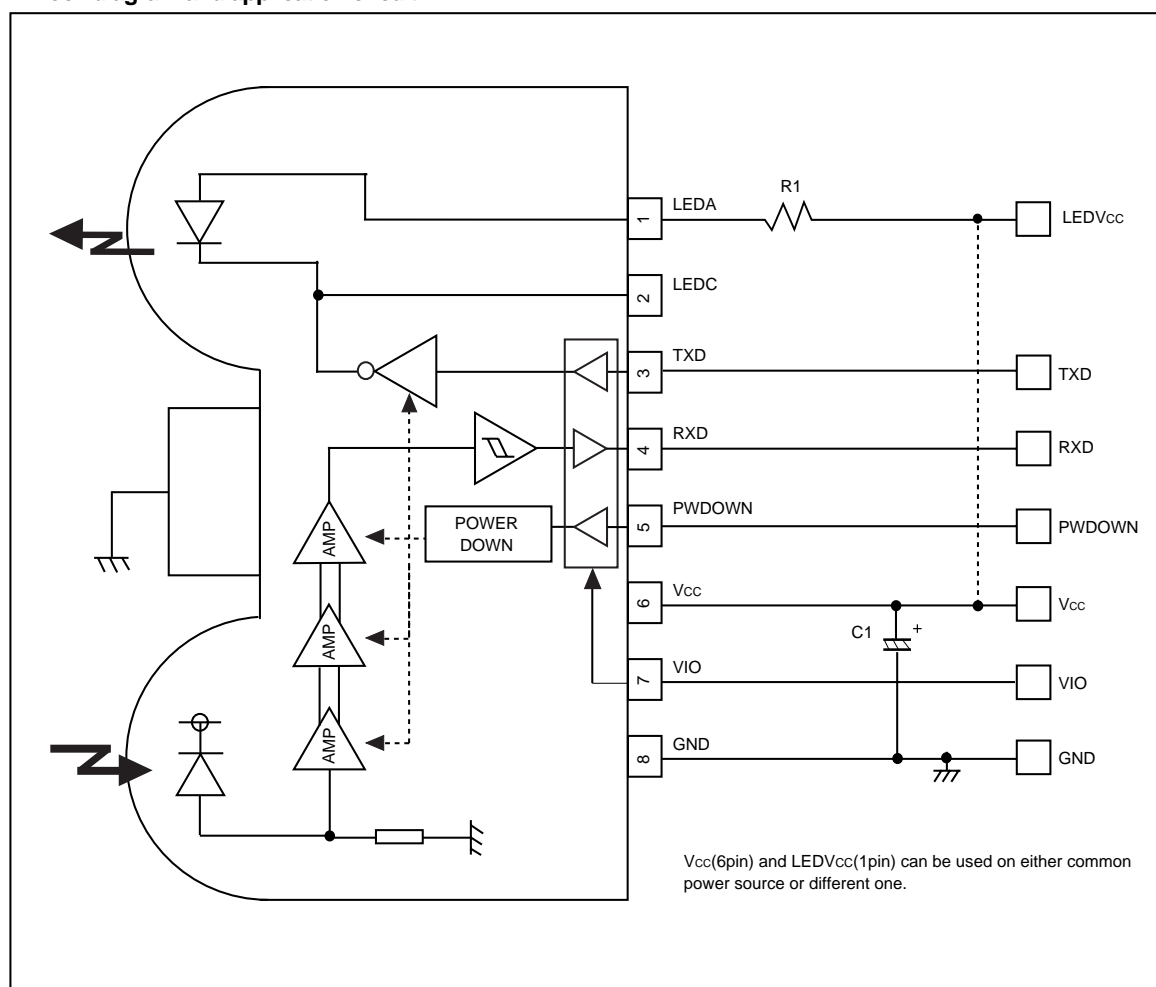 R1
1
LEDA
LEDVcc
2
LEDC
3
TXD
TXD
4
RXD
RXD
5
PWDOWN
PWDOWN
POWER
DOWN
AMP
6
Vcc
Vcc
C1
+
AMP
7
VIO
VIO
AMP
8
GND
GND
Vcc(6pin) and LEDVcc(1pin) can be used on either common
power source or different one.